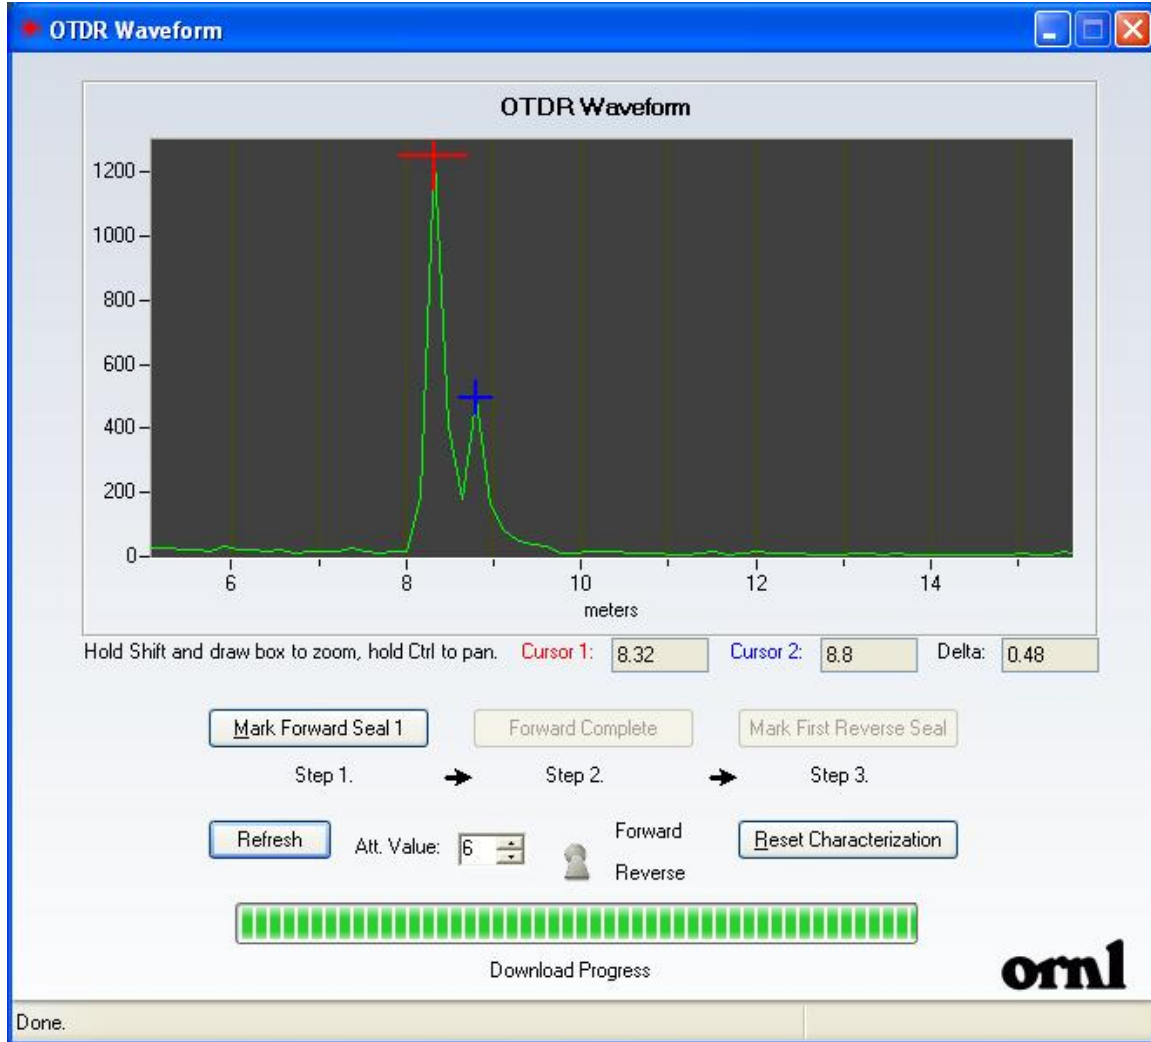 OTDR Waveform
OTDR Waveform
1200
1000
800
600
400
200
0
6 8 10 12 14
meters
Hold Shift and draw box to zoom, hold Ctrl to pan. Cursor 1: 8.32 Cursor 2: 8.8 Delta: 0.48
Mark Forward Seal 1 Forward Complete Mark First Reverse Seal
Step 1. Step 2. Step 3.
Forward
Refresh Att. Value: 6 Reset Characterization
Reverse
Download Progress
ornl
Done.